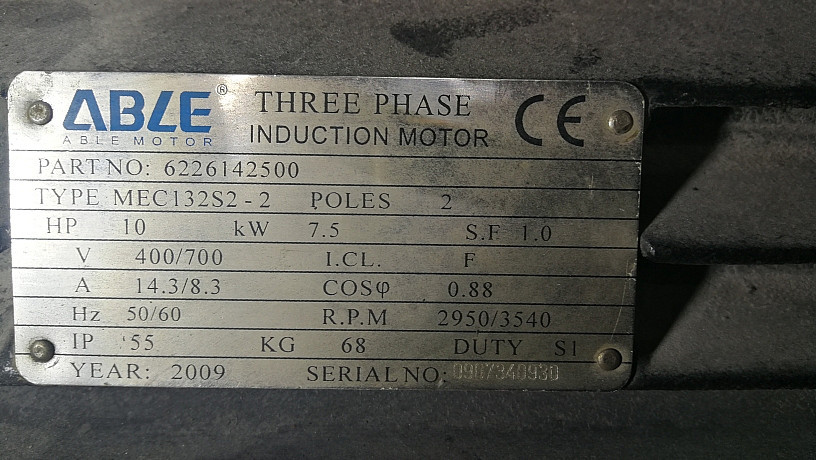 ABLE ® THREE PHASE
ABLE MOTOR INDUCTION MOTOR CE
PART NO: 6226142500
TYPE MEC132S2-2 POLES 2
HP 10 kW 7.5 S.F 1.0
V 400/700 I.CL. F
A 14.3/8.3 COSφ 0.88
Hz 50/60 R.P.M 2950/3540
IP 55 KG 68 DUTY S1
YEAR: 2009 SERIAL NO: